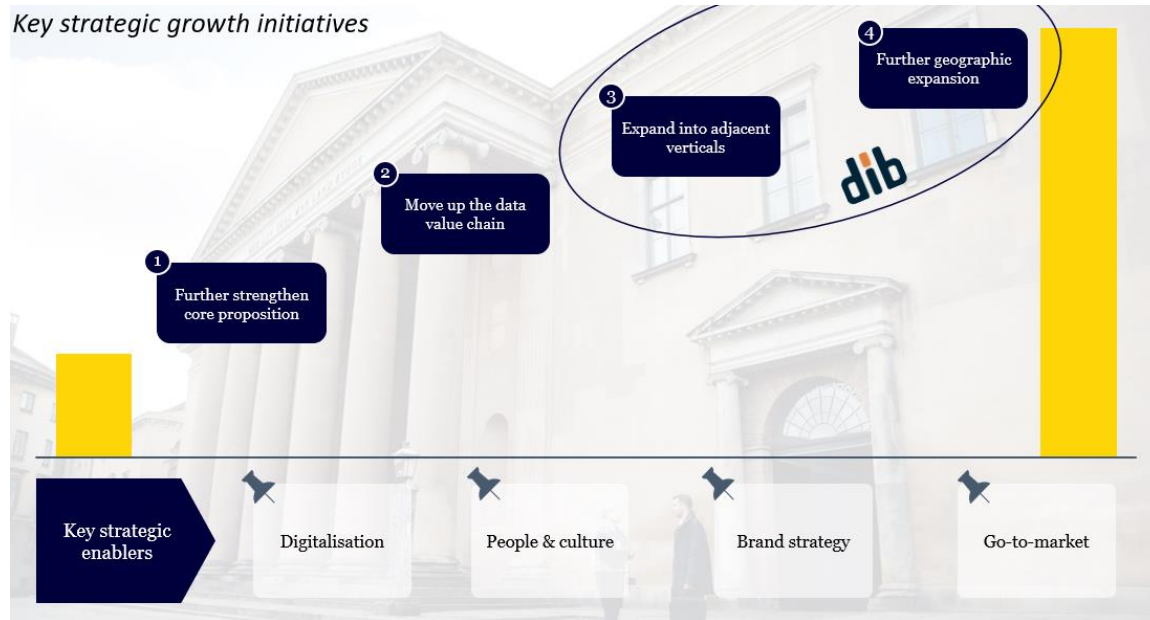 Key strategic growth initiatives
4
Further geographic
expansion
3
Expand into adjacent
verticals
dib
2
Move up the data
value chain
1
Further strengthen
core proposition
Key strategic
enablers
Digitalisation
People & culture
Brand strategy
Go-to-market